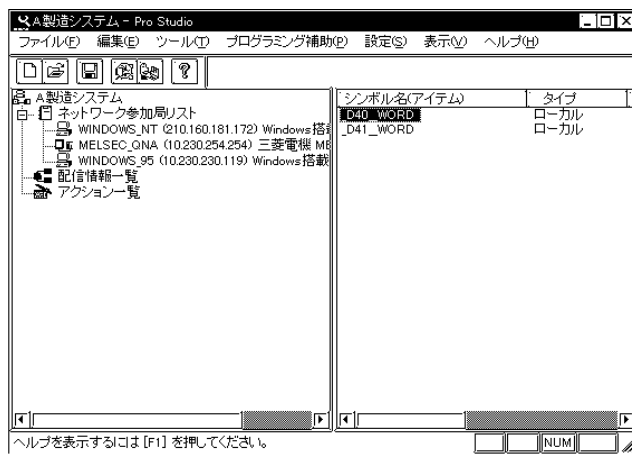 A製造システム - Pro Studio
ファイル(F) 編集(E) ツール(T) プログラミング補助(P) 設定(S) 表示(V) ヘルプ(H)
A製造システム
ネットワーク参加局リスト
WINDOWS_NT (210.160.181.172) Windows搭
MELSEC_QNA (10.230.254.254) 三菱電機 ME
WINDOWS_95 (10.230.230.119) Windows搭載
配信情報一覧
アクション一覧
シンボル名(アイテム) タイプ
_D40_WORD ローカル
_D41_WORD ローカル
ヘルプを表示するには [F1] を押してください。
NUM